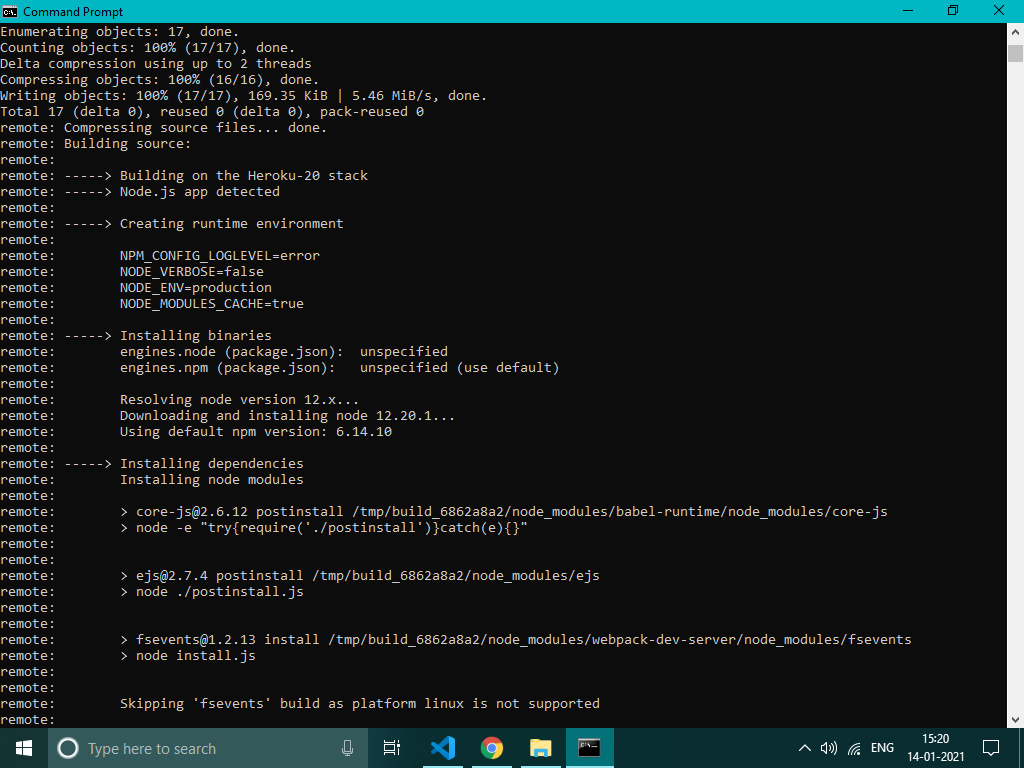 Command Prompt
Enumerating objects: 17, done.
Counting objects: 100% (17/17), done.
Delta compression using up to 2 threads
Compressing objects: 100% (16/16), done.
Writing objects: 100% (17/17), 169.35 KiB | 5.46 MiB/s, done.
Total 17 (delta 0), reused 0 (delta 0), pack-reused 0
remote: Compressing source files... done.
remote: Building source:
remote:
remote: -----> Building on the Heroku-20 stack
remote: -----> Node.js app detected
remote:
remote: -----> Creating runtime environment
remote:
remote:        NPM_CONFIG_LOGLEVEL=error
remote:        NODE_VERBOSE=false
remote:        NODE_ENV=production
remote:        NODE_MODULES_CACHE=true
remote:
remote: -----> Installing binaries
remote:        engines.node (package.json):  unspecified
remote:        engines.npm (package.json):   unspecified (use default)
remote:
remote:        Resolving node version 12.x...
remote:        Downloading and installing node 12.20.1...
remote:        Using default npm version: 6.14.10
remote:
remote: -----> Installing dependencies
remote:        Installing node modules
remote:
remote:        > core-js@2.6.12 postinstall /tmp/build_6862a8a2/node_modules/babel-runtime/node_modules/core-js
remote:        > node -e "try{require('./postinstall')}catch(e){}"
remote:
remote:
remote:        > ejs@2.7.4 postinstall /tmp/build_6862a8a2/node_modules/ejs
remote:        > node ./postinstall.js
remote:
remote:
remote:        > fsevents@1.2.13 install /tmp/build_6862a8a2/node_modules/webpack-dev-server/node_modules/fsevents
remote:        > node install.js
remote:
remote:
remote:        Skipping 'fsevents' build as platform linux is not supported
remote:
Type here to search
ENG
15:20
14-01-2021